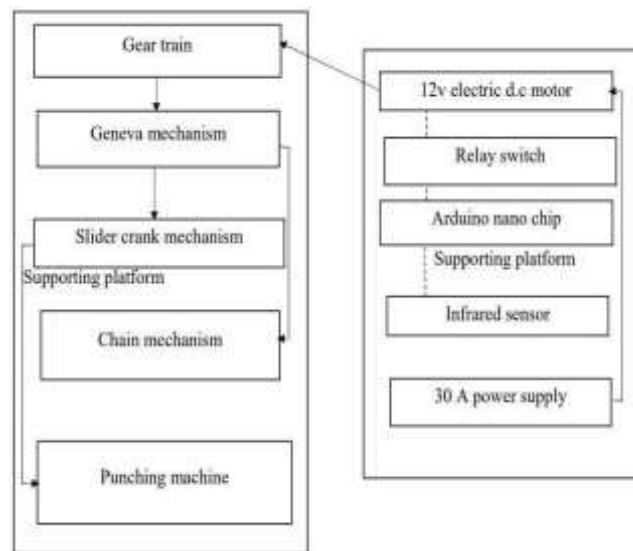 Gear train
Geneva mechanism
Slider crank mechanism
Supporting platform
Chain mechanism
Punching machine
12v electric d.c motor
Relay switch
Arduino nano chip
Supporting platform
Infrared sensor
30 A power supply